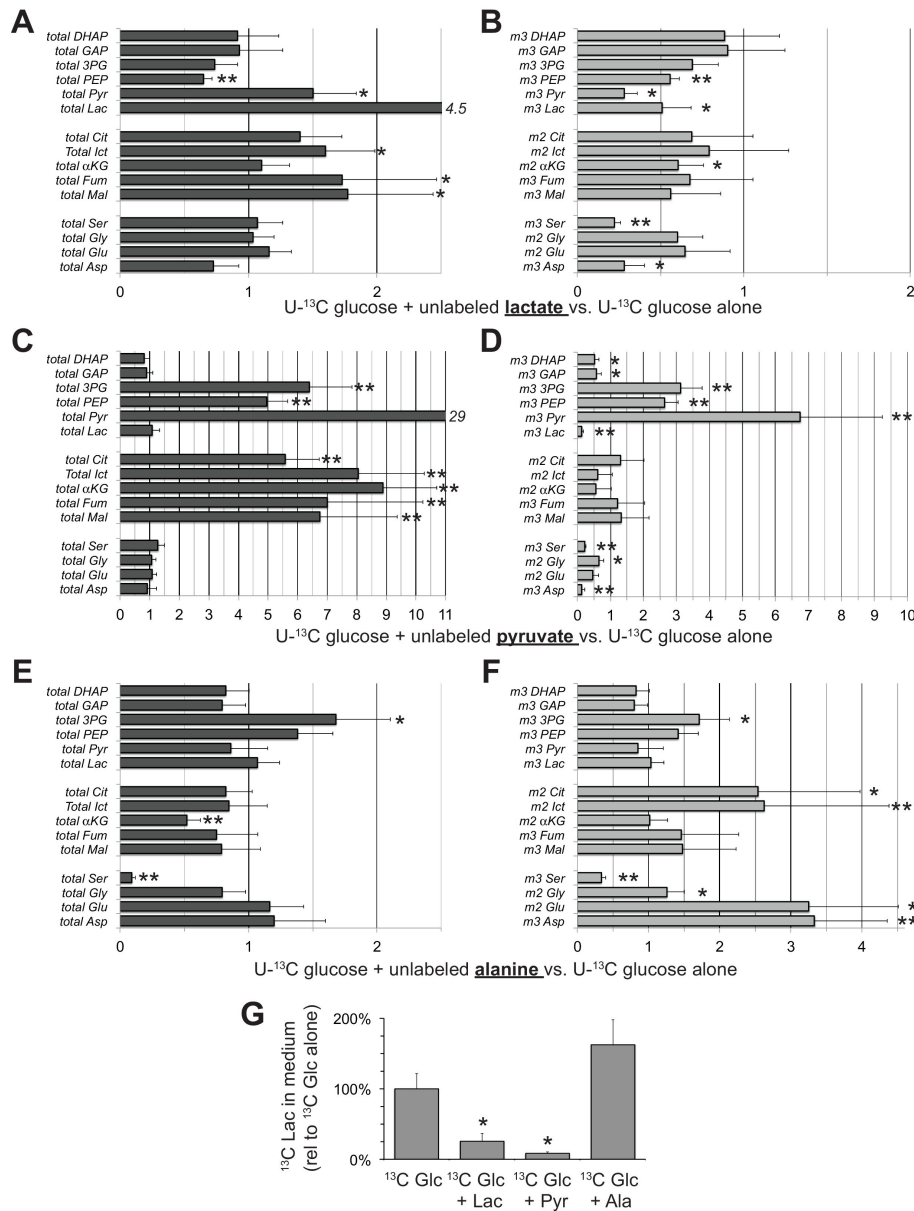 A
total DHAP
total GAP
total 3PG
total PEP **
total Pyr *
total Lac 4.5
total Cit
Total Ict *
total αKG
total Fum *
total Mal *
total Ser
total Gly
total Glu
total Asp
0 1 2
B
m3 DHAP
m3 GAP
m3 3PG
m3 PEP **
m3 Pyr *
m3 Lac *
m2 Cit
m2 Ict
m2 αKG *
m3 Fum
m3 Mal
m3 Ser **
m2 Gly
m2 Glu
m3 Asp *
0 1 2
U-¹³C glucose + unlabeled lactate vs. U-¹³C glucose alone
C
total DHAP
total GAP
total 3PG **
total PEP **
total Pyr 29
total Lac
total Cit **
Total Ict **
total αKG **
total Fum **
total Mal **
total Ser
total Gly
total Glu
total Asp
0 1 2 3 4 5 6 7 8 9 10 11
D
m3 DHAP *
m3 GAP *
m3 3PG **
m3 PEP **
m3 Pyr **
m3 Lac **
m2 Cit
m2 Ict
m2 αKG
m3 Fum
m3 Mal
m3 Ser **
m2 Gly *
m2 Glu
m3 Asp **
0 1 2 3 4 5 6 7 8 9 10
U-¹³C glucose + unlabeled pyruvate vs. U-¹³C glucose alone
E
total DHAP
total GAP
total 3PG *
total PEP
total Pyr
total Lac
total Cit
Total Ict
total αKG **
total Fum
total Mal
total Ser **
total Gly
total Glu
total Asp
0 1 2
F
m3 DHAP
m3 GAP
m3 3PG *
m3 PEP
m3 Pyr
m3 Lac
m2 Cit *
m2 Ict **
m2 αKG
m3 Fum
m3 Mal
m3 Ser **
m2 Gly *
m2 Glu *
m3 Asp **
0 1 2 3 4
U-¹³C glucose + unlabeled alanine vs. U-¹³C glucose alone
G
¹³C Lac in medium
(rel to ¹³C Glc alone)
200%
100%
0%
* *
¹³C Glc
¹³C Glc + Lac
¹³C Glc + Pyr
¹³C Glc + Ala